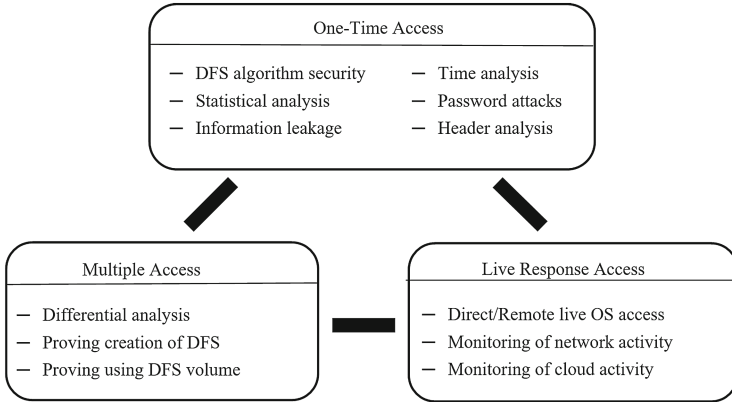 One-Time Access
– DFS algorithm security
– Statistical analysis
– Information leakage
– Time analysis
– Password attacks
– Header analysis
Multiple Access
– Differential analysis
– Proving creation of DFS
– Proving using DFS volume
Live Response Access
– Direct/Remote live OS access
– Monitoring of network activity
– Monitoring of cloud activity